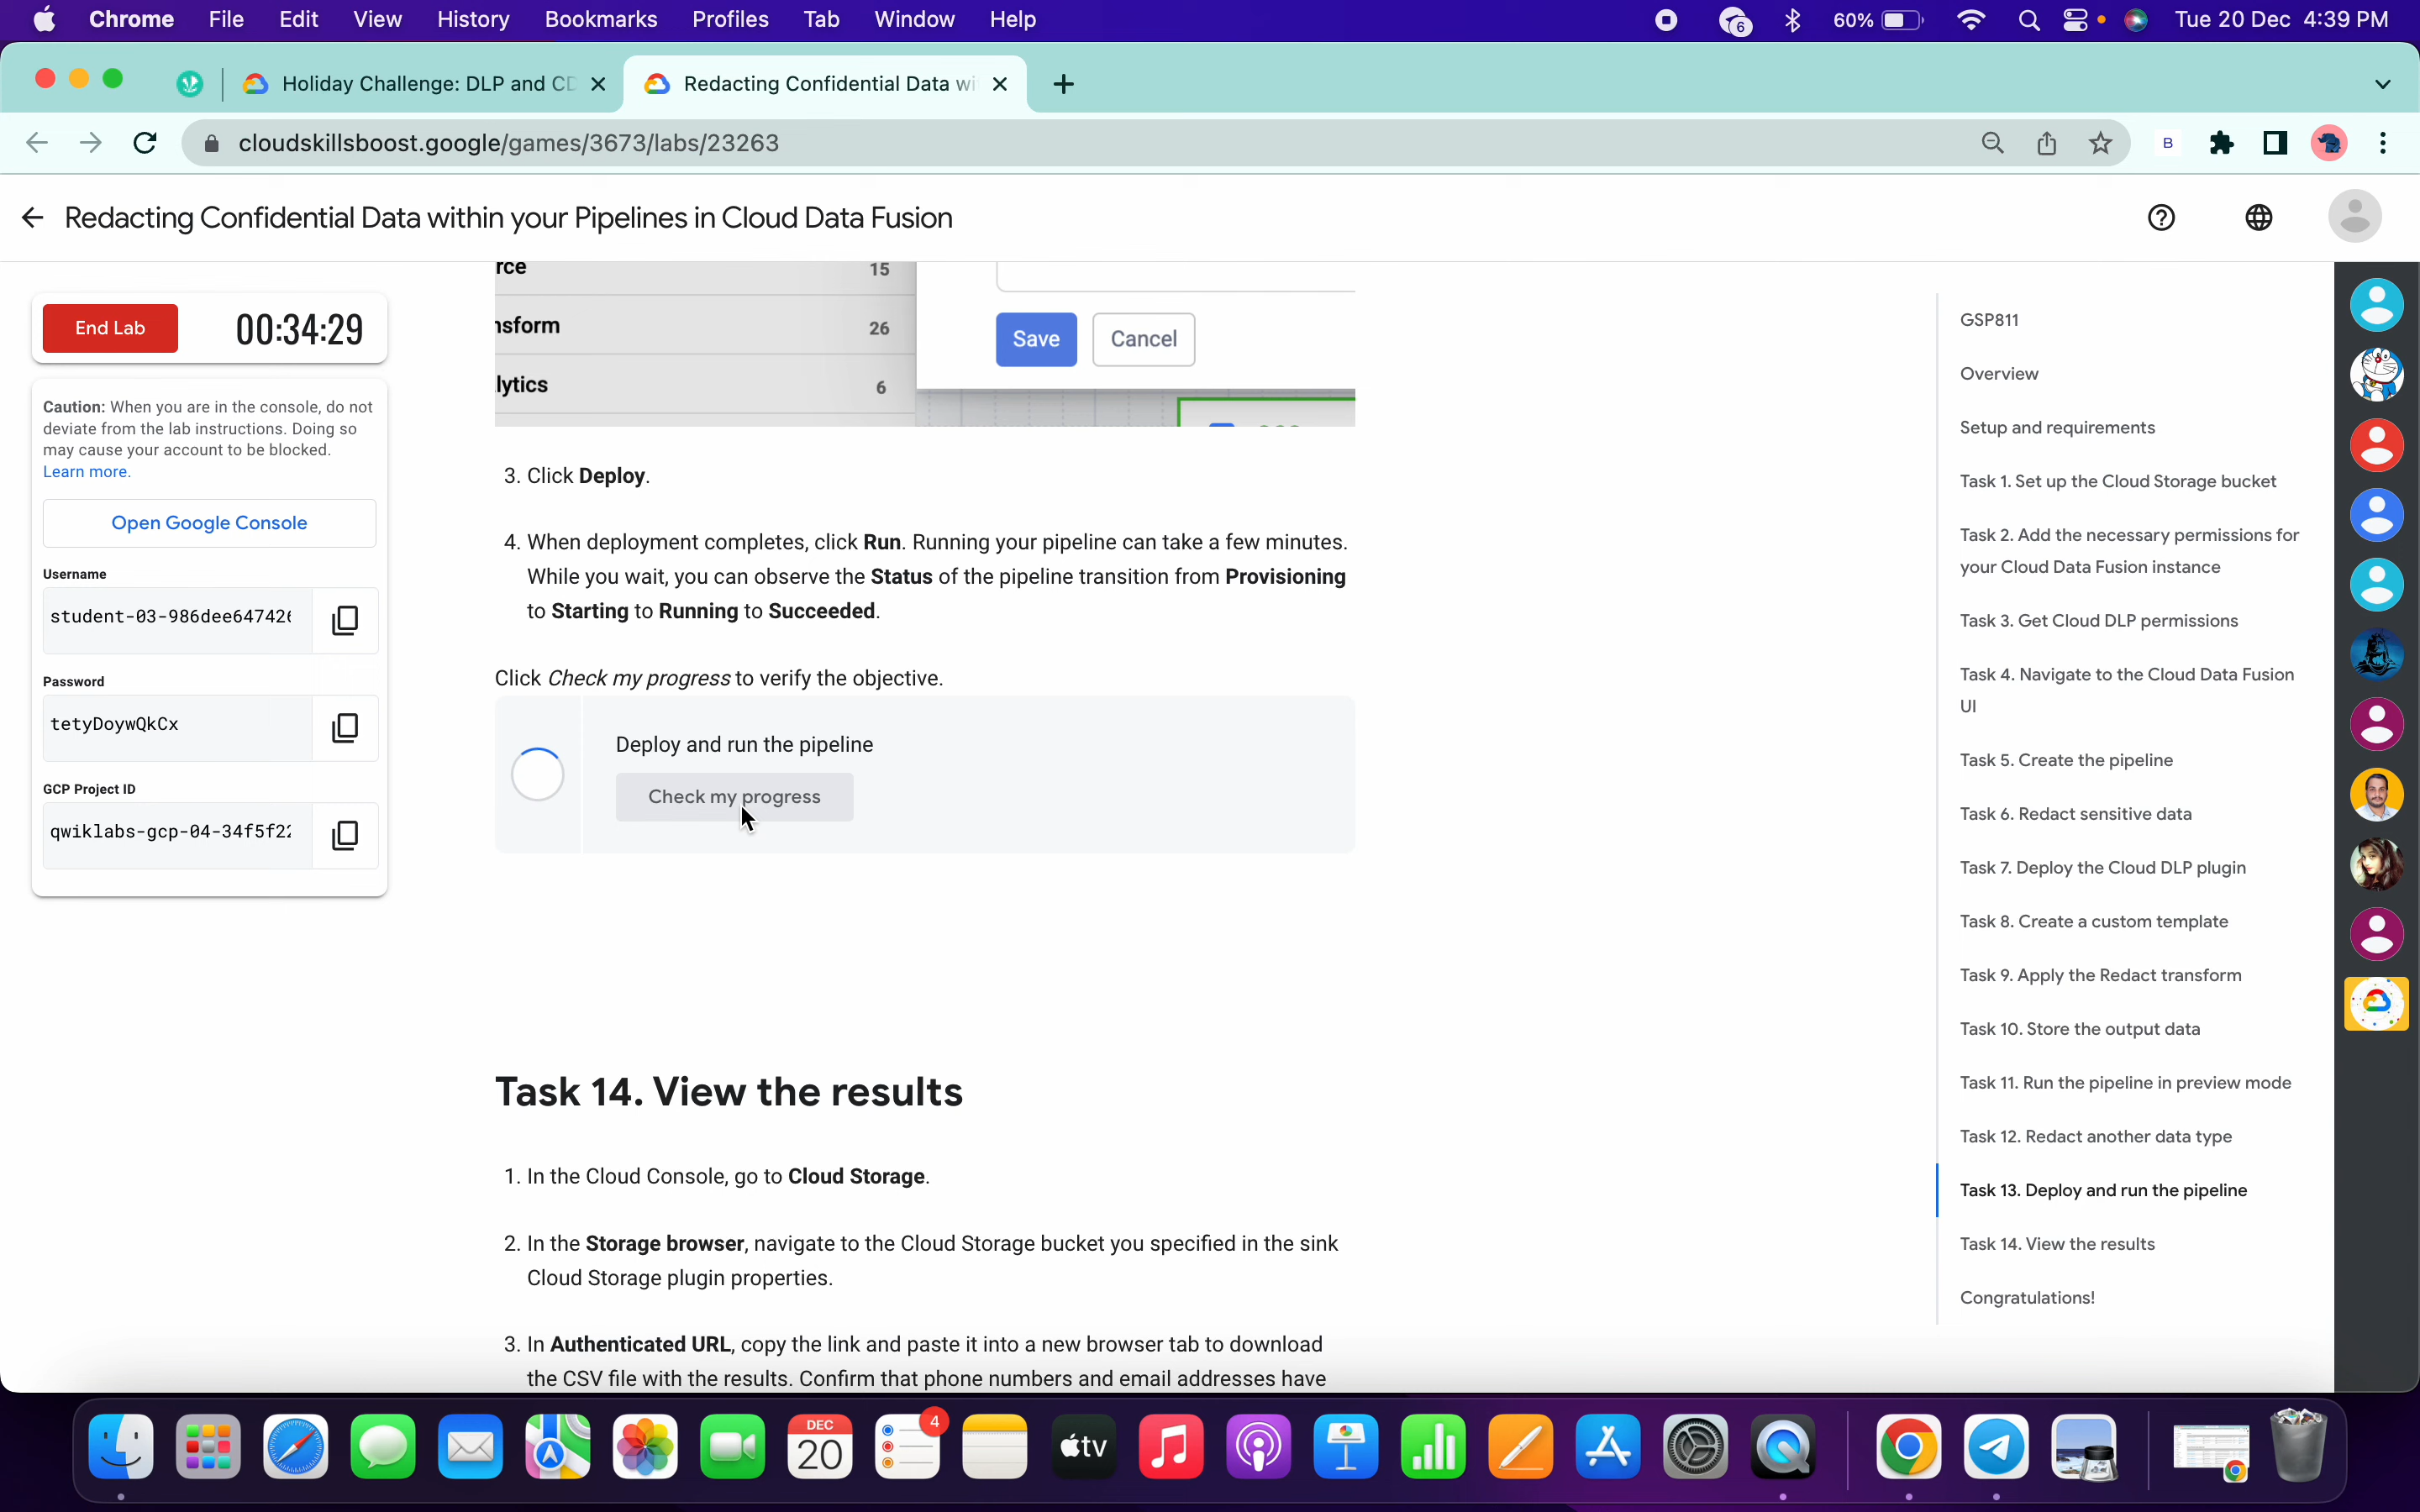 Chrome File Edit View History Bookmarks Profiles Tab Window Help 6 60% Tue 20 Dec 4:39 PM
Holiday Challenge: DLP and CD Redacting Confidential Data wi
cloudskillsboost.google/games/3673/labs/23263 B
Redacting Confidential Data within your Pipelines in Cloud Data Fusion
End Lab 00:34:29
Caution: When you are in the console, do not
deviate from the lab instructions. Doing so
may cause your account to be blocked.
Learn more.
Open Google Console
Username
student-03-986dee647426
Password
tetyDoywQkCx
GCP Project ID
qwiklabs-gcp-04-34f5f22
rce 15
nsform 26
lytics 6
Save Cancel
3. Click Deploy.
4. When deployment completes, click Run. Running your pipeline can take a few minutes.
While you wait, you can observe the Status of the pipeline transition from Provisioning
to Starting to Running to Succeeded.
Click Check my progress to verify the objective.
Deploy and run the pipeline
Check my progress
Task 14. View the results
1. In the Cloud Console, go to Cloud Storage.
2. In the Storage browser, navigate to the Cloud Storage bucket you specified in the sink
Cloud Storage plugin properties.
3. In Authenticated URL, copy the link and paste it into a new browser tab to download
the CSV file with the results. Confirm that phone numbers and email addresses have
GSP811
Overview
Setup and requirements
Task 1. Set up the Cloud Storage bucket
Task 2. Add the necessary permissions for
your Cloud Data Fusion instance
Task 3. Get Cloud DLP permissions
Task 4. Navigate to the Cloud Data Fusion
UI
Task 5. Create the pipeline
Task 6. Redact sensitive data
Task 7. Deploy the Cloud DLP plugin
Task 8. Create a custom template
Task 9. Apply the Redact transform
Task 10. Store the output data
Task 11. Run the pipeline in preview mode
Task 12. Redact another data type
Task 13. Deploy and run the pipeline
Task 14. View the results
Congratulations!
DEC
20
4
tv